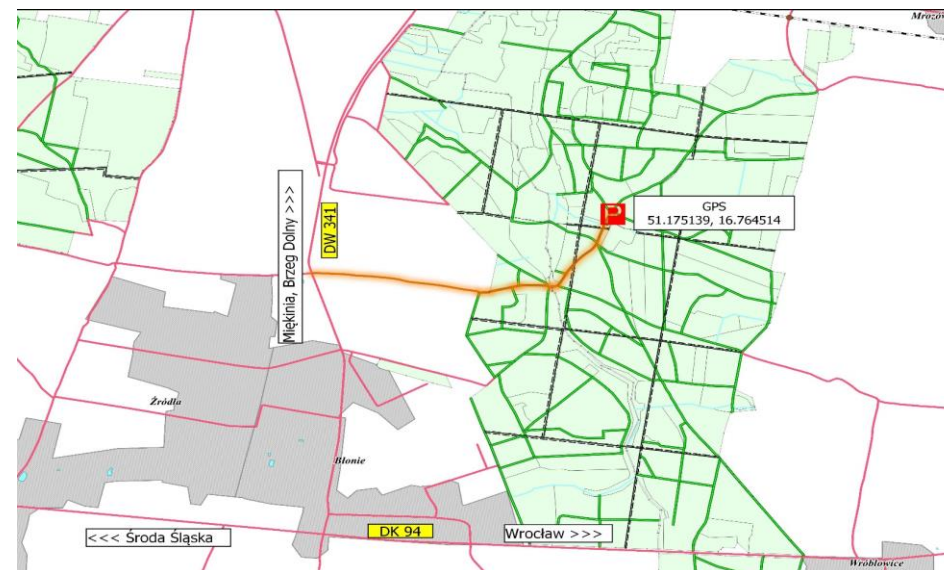 Mrozów
GPS
51.175139, 16.764514
Miękinia, Brzeg Dolny >>>
DW 341
P
Źródła
Błonie
<<< Środa Śląska
DK 94
Wrocław >>>
Wróblowice